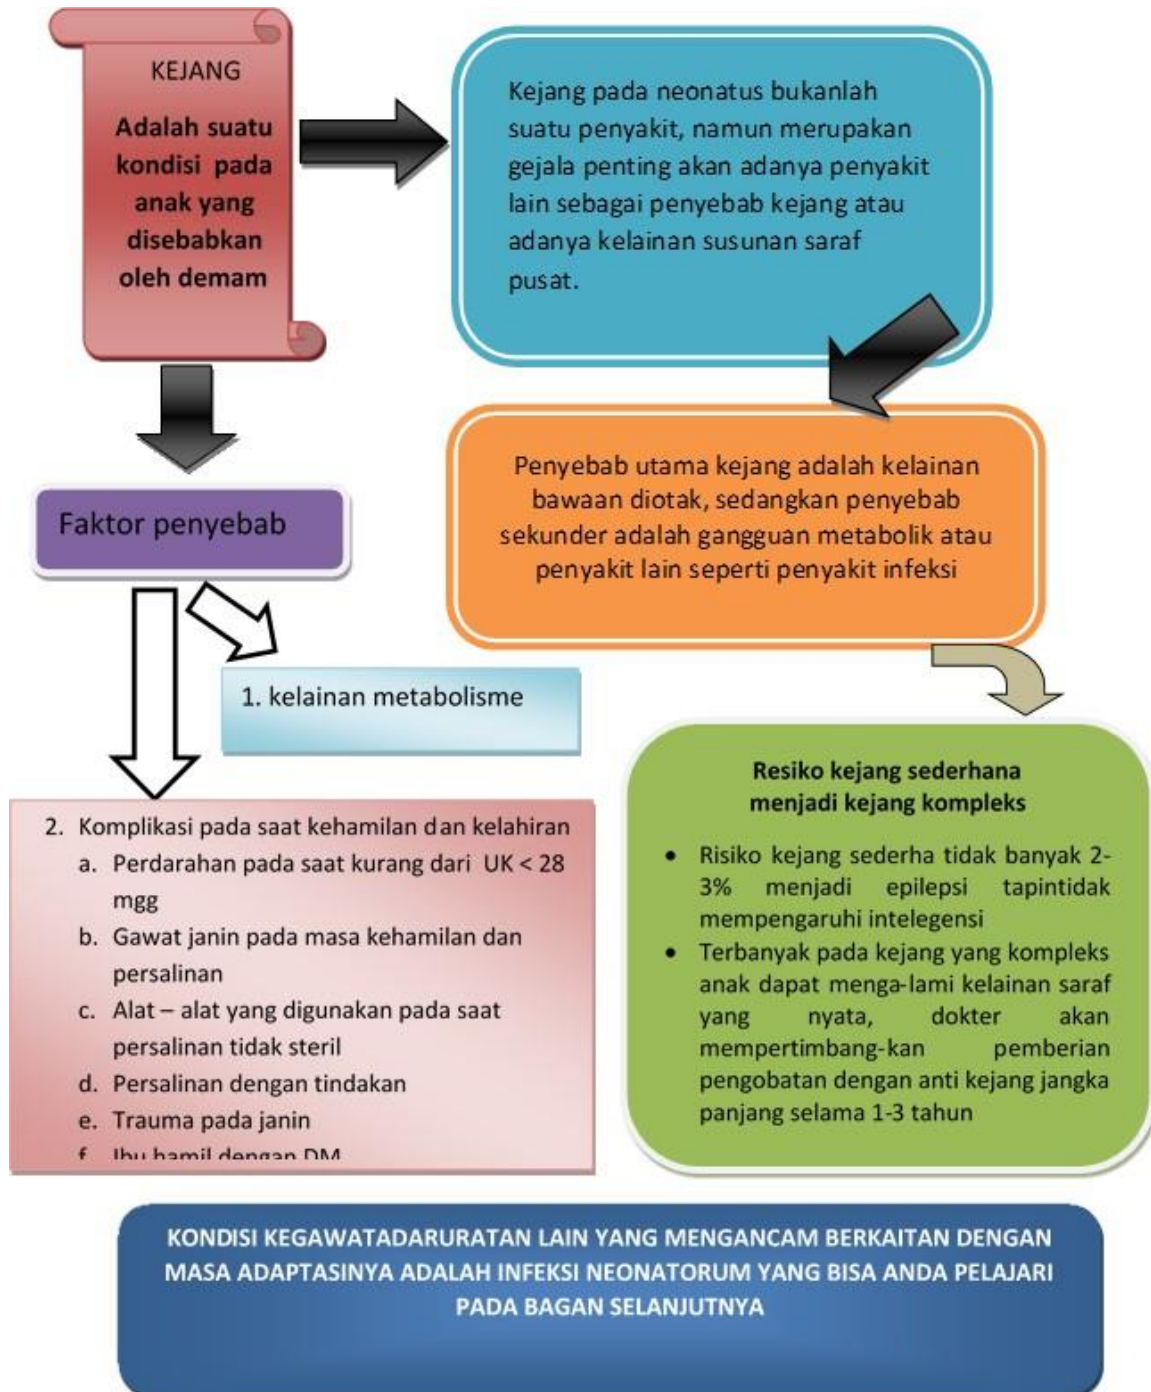 KEJANG
Adalah suatu
kondisi pada
anak yang
disebabkan
oleh demam
Kejang pada neonatus bukanlah
suatu penyakit, namun merupakan
gejala penting akan adanya penyakit
lain sebagai penyebab kejang atau
adanya kelainan susunan saraf
pusat.
Penyebab utama kejang adalah kelainan
bawaan diotak, sedangkan penyebab
sekunder adalah gangguan metabolik atau
penyakit lain seperti penyakit infeksi
Faktor penyebab
1. kelainan metabolisme
2. Komplikasi pada saat kehamilan dan kelahiran
a. Perdarahan pada saat kurang dari UK < 28
mgg
b. Gawat janin pada masa kehamilan dan
persalinan
c. Alat – alat yang digunakan pada saat
persalinan tidak steril
d. Persalinan dengan tindakan
e. Trauma pada janin
f. Ibu hamil dengan DM
Resiko kejang sederhana
menjadi kejang kompleks
• Risiko kejang sederha tidak banyak 2-
3% menjadi epilepsi tapintidak
mempengaruhi intelegensi
• Terbanyak pada kejang yang kompleks
anak dapat menga-lami kelainan saraf
yang nyata, dokter akan
mempertimbang-kan pemberian
pengobatan dengan anti kejang jangka
panjang selama 1-3 tahun
KONDISI KEGAWATADARURATAN LAIN YANG MENGANCAM BERKAITAN DENGAN
MASA ADAPTASINYA ADALAH INFEKSI NEONATORUM YANG BISA ANDA PELAJARI
PADA BAGAN SELANJUTNYA